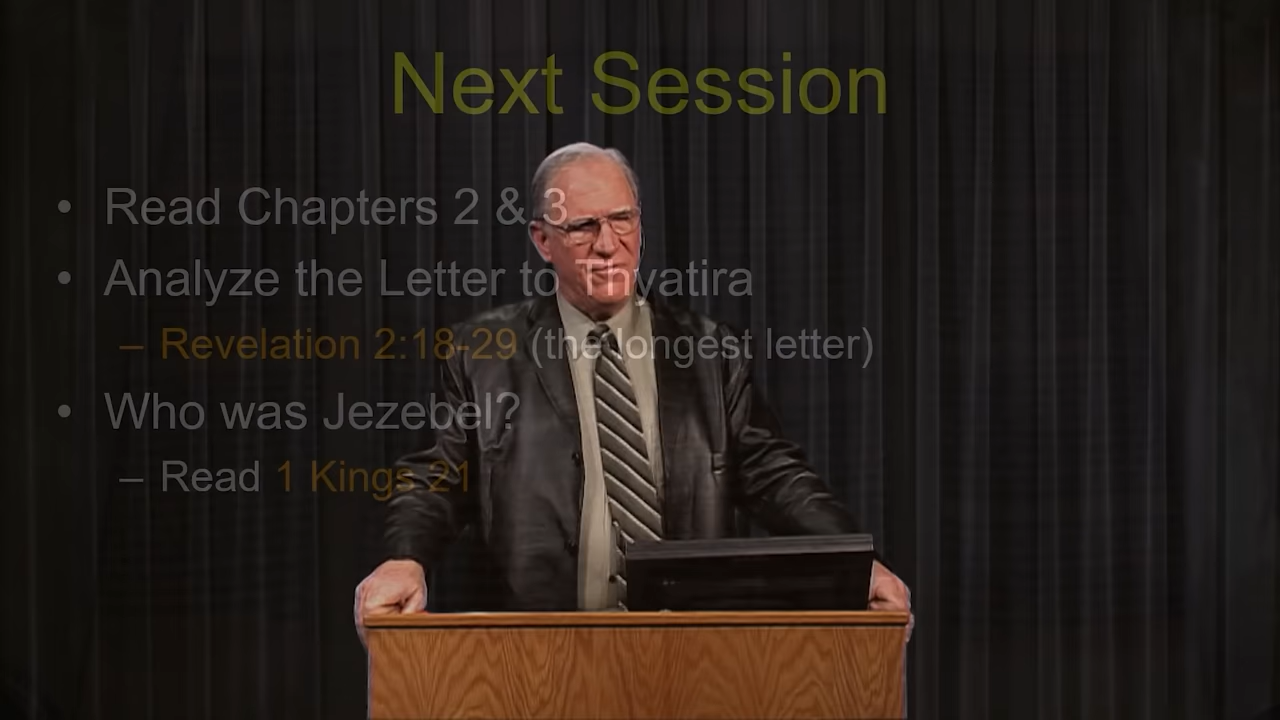 Next Session
• Read Chapters 2 & 3
• Analyze the Letter to Thyatira
– Revelation 2:18-29 (the longest letter)
• Who was Jezebel?
– Read 1 Kings 21